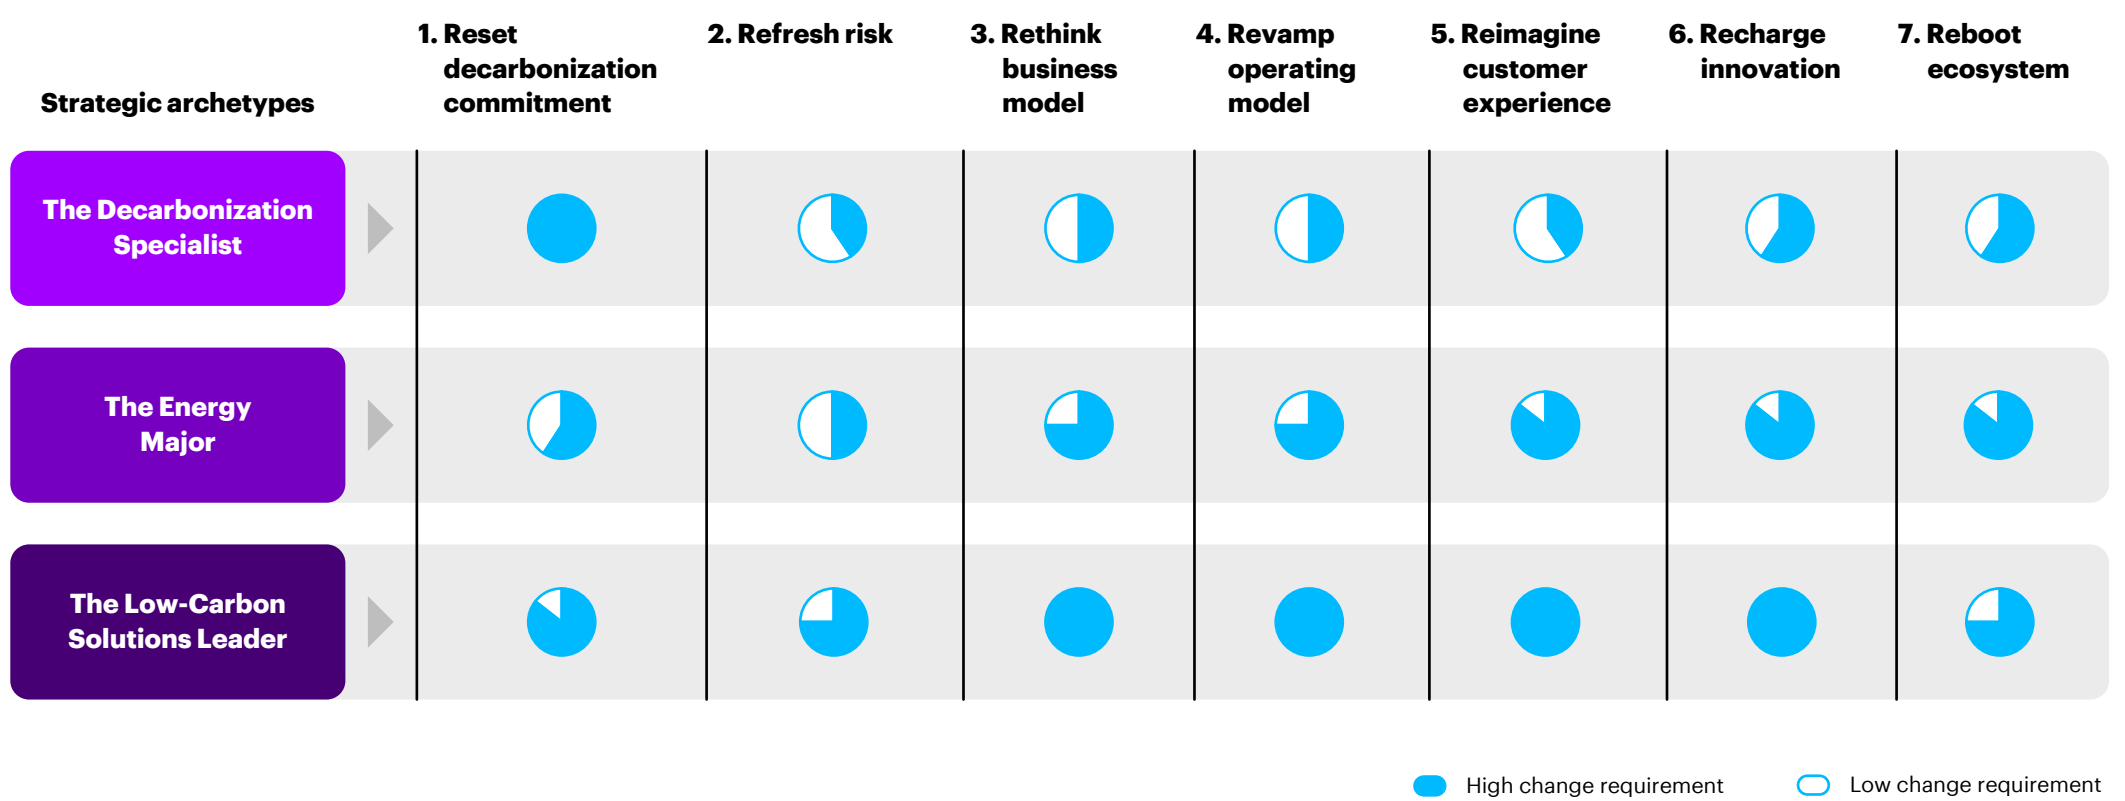 Strategic archetypes
1. Reset
decarbonization
commitment
2. Refresh risk
3. Rethink
business
model
4. Revamp
operating
model
5. Reimagine
customer
experience
6. Recharge
innovation
7. Reboot
ecosystem
The Decarbonization
Specialist
The Energy
Major
The Low-Carbon
Solutions Leader
High change requirement
Low change requirement